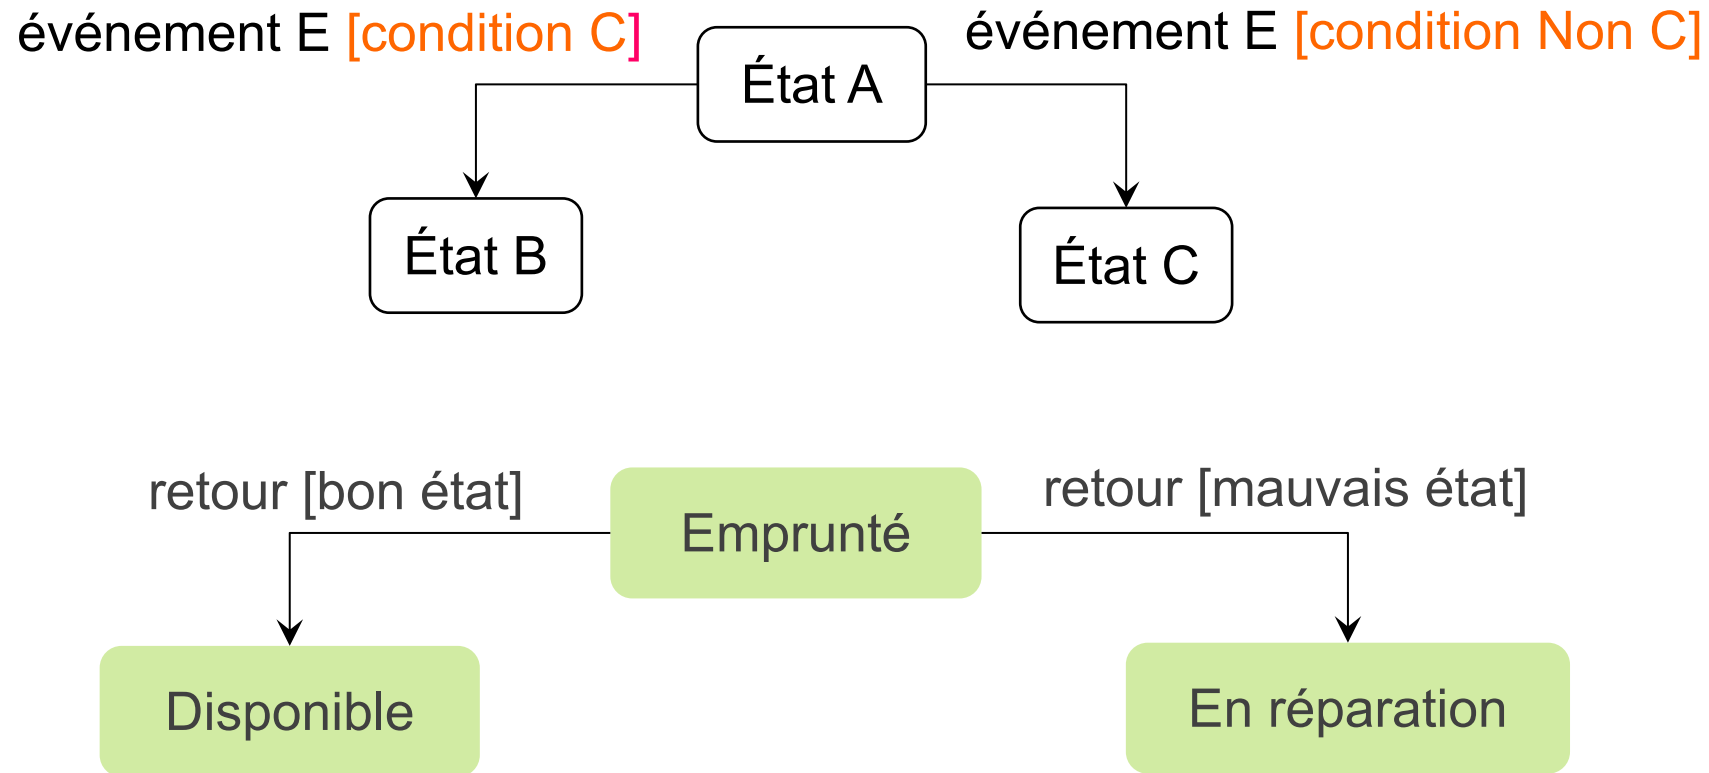 événement E [condition C]
événement E [condition Non C]
État A
État B
État C
retour [bon état]
retour [mauvais état]
Emprunté
Disponible
En réparation